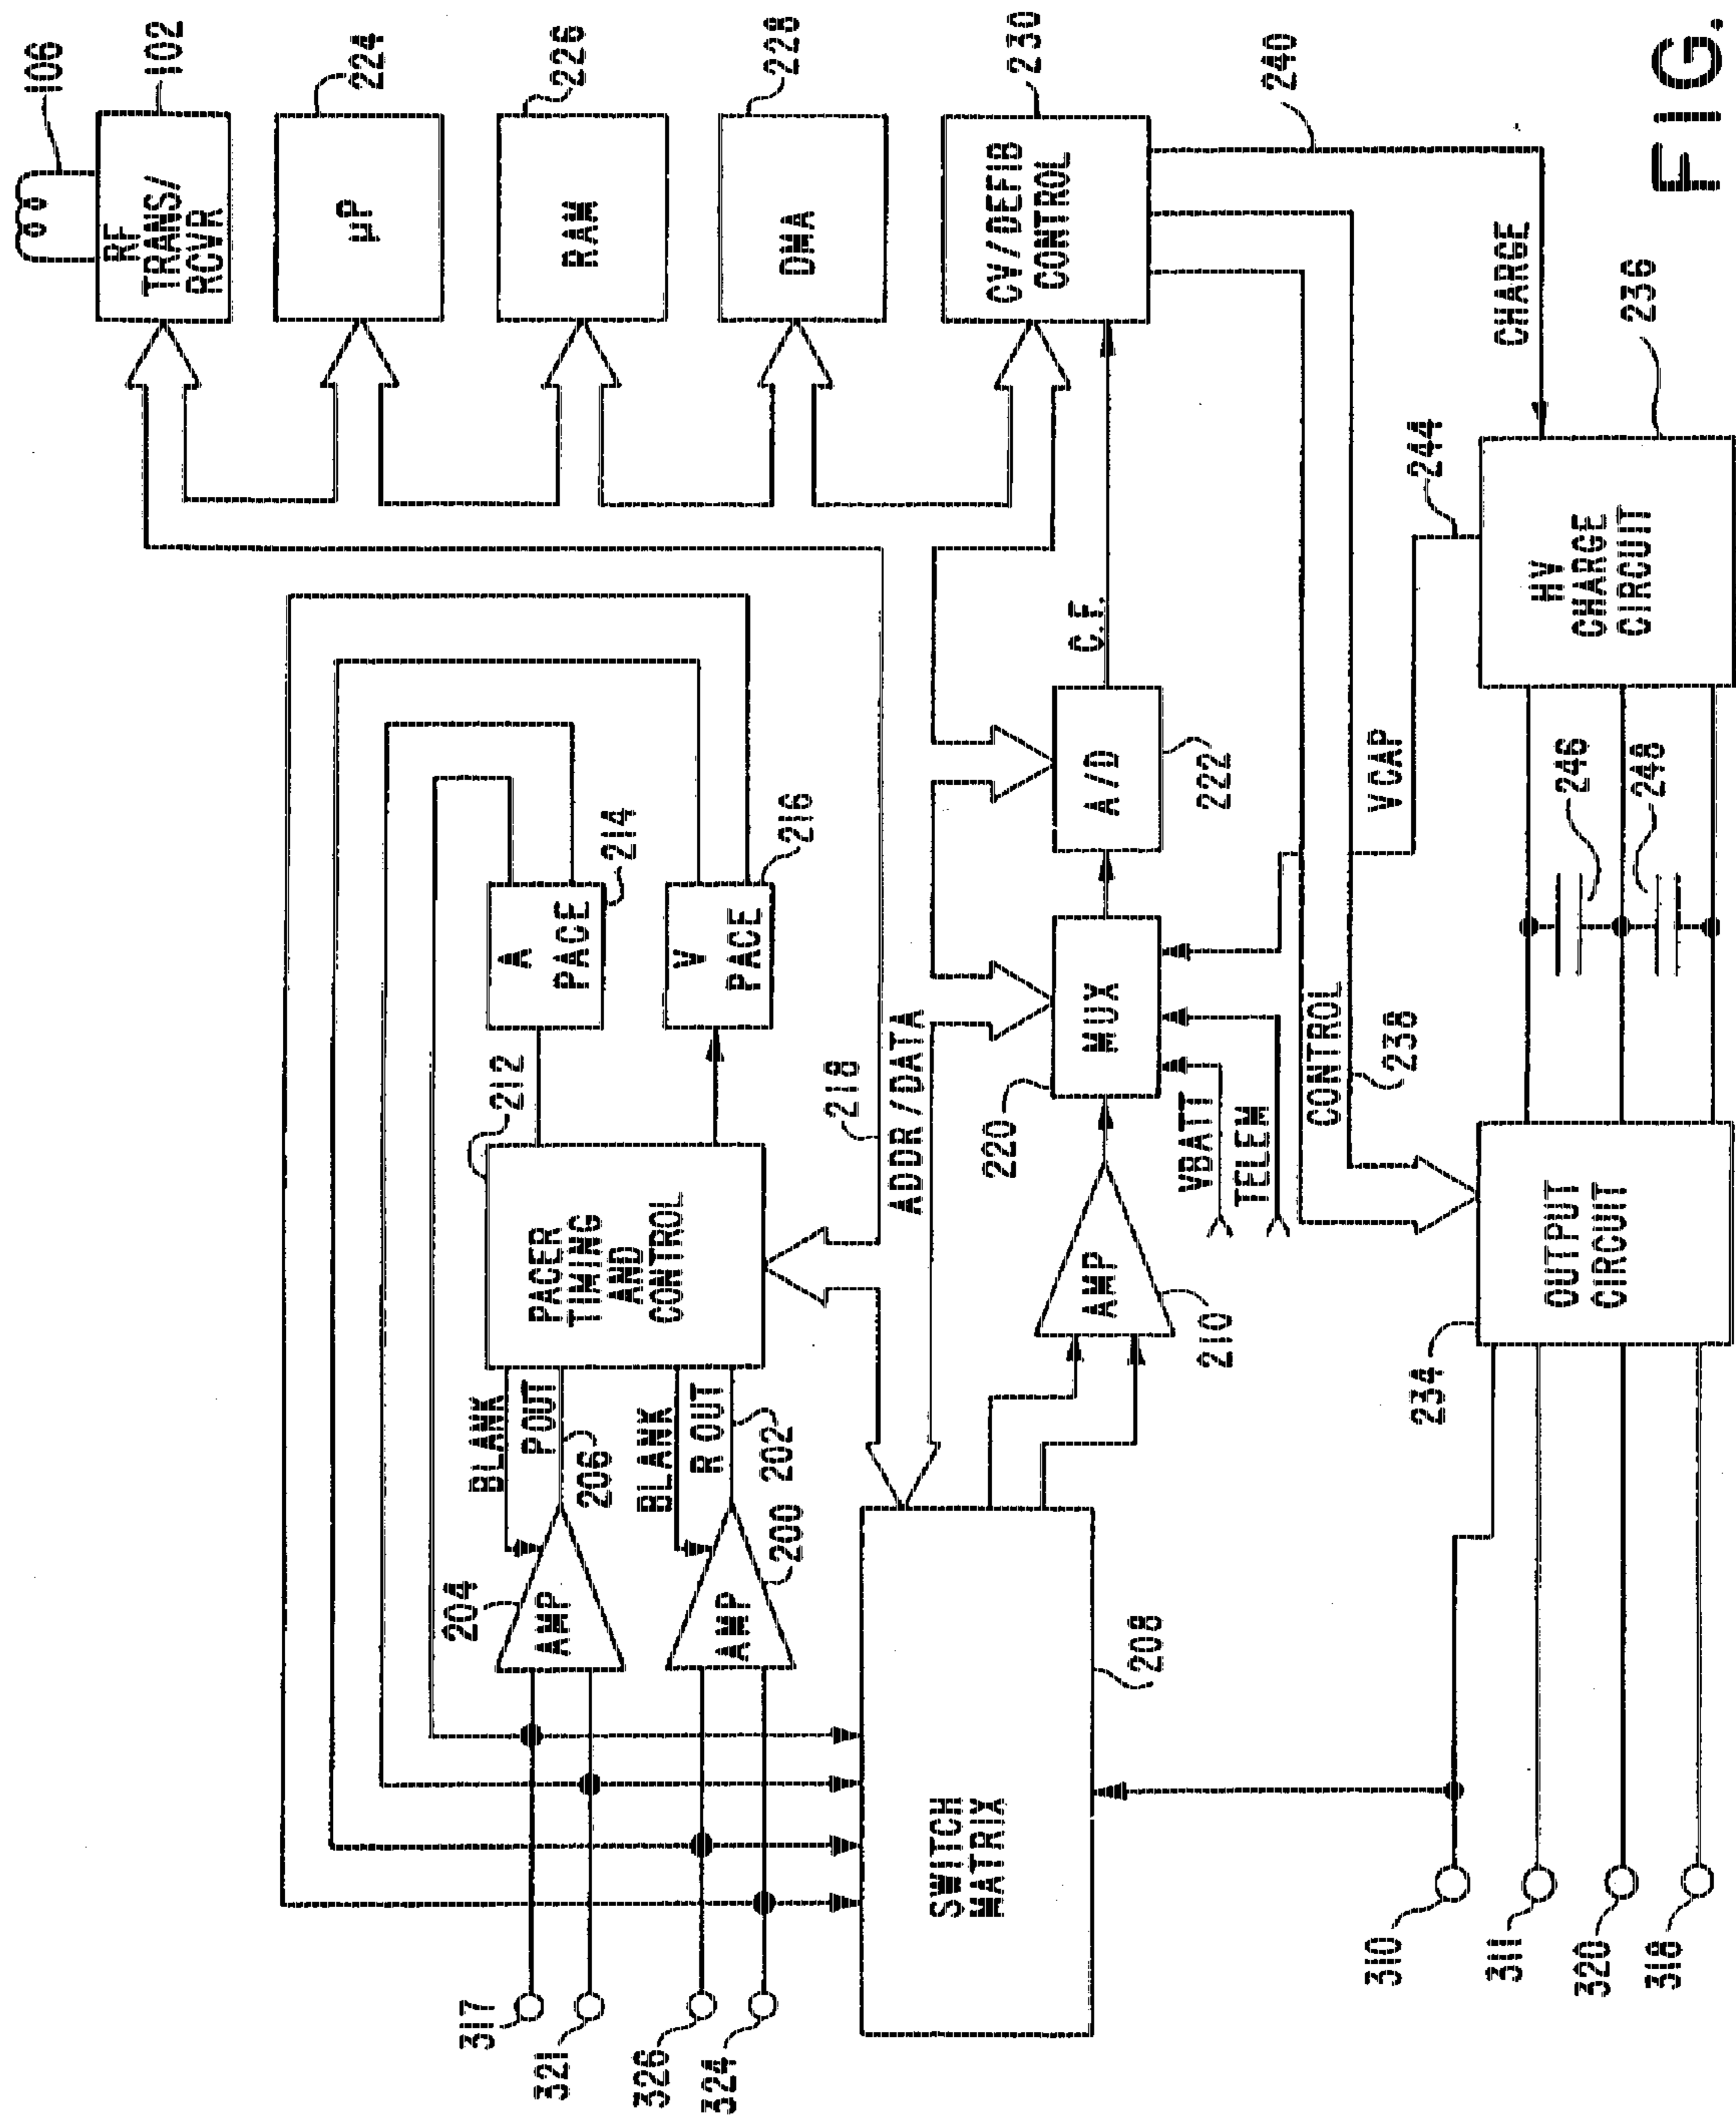 106
RF
TRANS/
RCVR
102
µP
224
RAM
226
DMA
228
CV/DEFIB
CONTROL
230
240
CHARGE
HV
CHARGE
CIRCUIT
236
244
VCAP
246
248
A
PACE
214
V
PACE
216
212
PACER
TIMING
AND
CONTROL
BLANK
P OUT
206
BLANK
R OUT
202
204
AMP
AMP
200
218
ADDR/DATA
C.F.
A/D
222
MUX
220
VBATT
TELEM
CONTROL
238
AMP
210
SWITCH
MATRIX
208
OUTPUT
CIRCUIT
234
317
321
326
324
310
311
320
318
FIG.